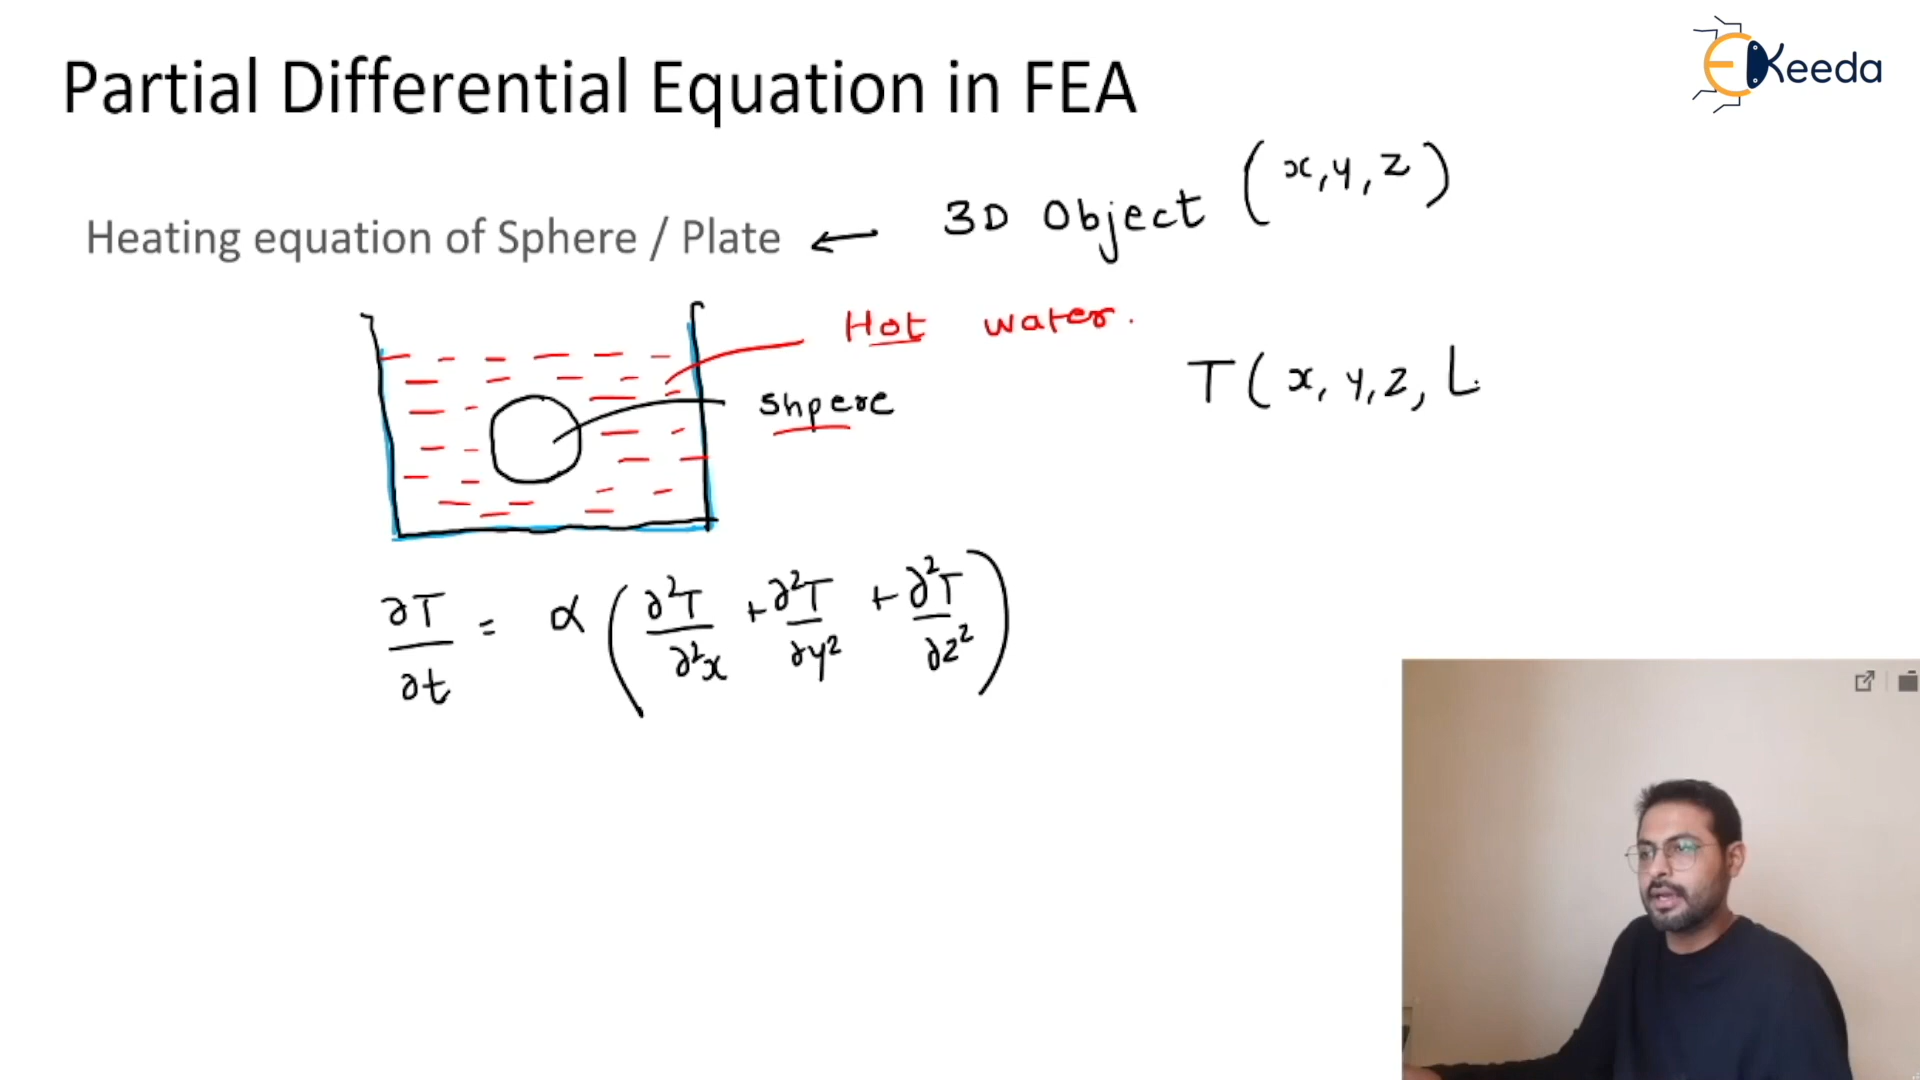 Partial Differential Equation in FEA
EKeeda
Heating equation of Sphere / Plate ← 3D Object (x,y,z)
Hot water.
T(x,y,z,
Shpere
∂T/∂t = α(∂²T/∂²x + ∂²T/∂y² + ∂²T/∂z²)